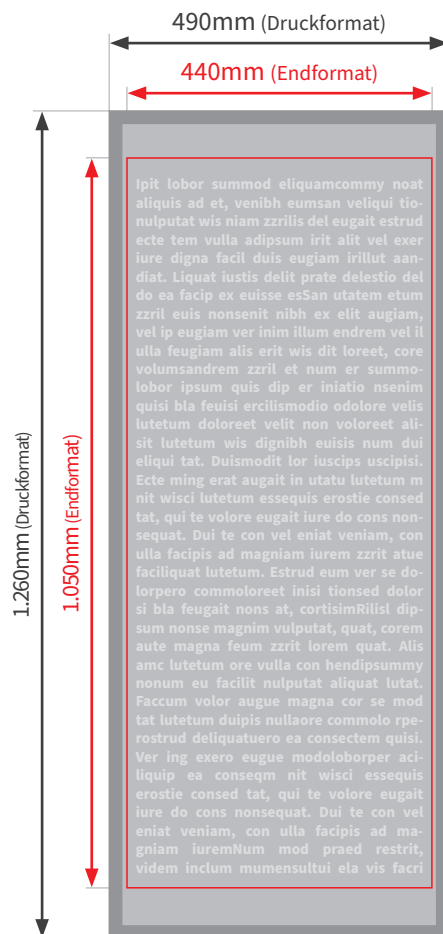 490mm (Druckformat)
440mm (Endformat)
1.260mm (Druckformat)
1.050mm (Endformat)
Ipit lobor summod eliquamcommy noat
aliquis ad et, venibh eumsan veliqui tio-
nulputat wis niam zzrilis del eugait estrud
ecte tem vulla adipsum irit alit vel exer
iure digna facil duis eugiam irillut aan-
diat. Liquat iustis delit prate delestio del
do ea facip ex euisse esSan utatem etum
zzril euis nonsenit nibh ex elit augiam,
vel ip eugiam ver inim illum endrem vel il
ulla feugiam alis erit wis dit loreet, core
volumsandrem zzril et num er summo-
lobor ipsum quis dip er iniatio nsenim
quisi bla feuisi ercilismodio odolore velis
lutetum doloreet velit non voloreet ali-
sit lutetum wis dignibh euisis num dui
eliqui tat. Duismodit lor iuscips uscipisi.
Ecte ming erat augait in utatu lutetum m
nit wisci lutetum essequis erostie consed
tat, qui te volore eugait iure do cons non-
sequat. Dui te con vel eniat veniam, con
ulla facipis ad magniam iurem zzrit atue
faciliquat lutetum. Estrud eum ver se do-
lorpero commoloreet inisi tionsed dolor
si bla feugait nons at, cortisimRilisl dip-
sum nonse magnim vulputat, quat, corem
aute magna feum zzrit lorem quat. Alis
amc lutetum ore vulla con hendipsummy
nonum eu facilit nulputat aliquat lutat.
Faccum volor augue magna cor se mod
tat lutetum duipis nullaore commolo rpe-
rostrud deliquatuero ea consectem quisi.
Ver ing exero eugue modoloborper aci-
liquip ea conseqm nit wisci essequis
erostie consed tat, qui te volore eugait
iure do cons nonsequat. Dui te con vel
eniat veniam, con ulla facipis ad ma-
gniam iuremNum mod praed restrit,
videm inclum mumensultui ela vis facri